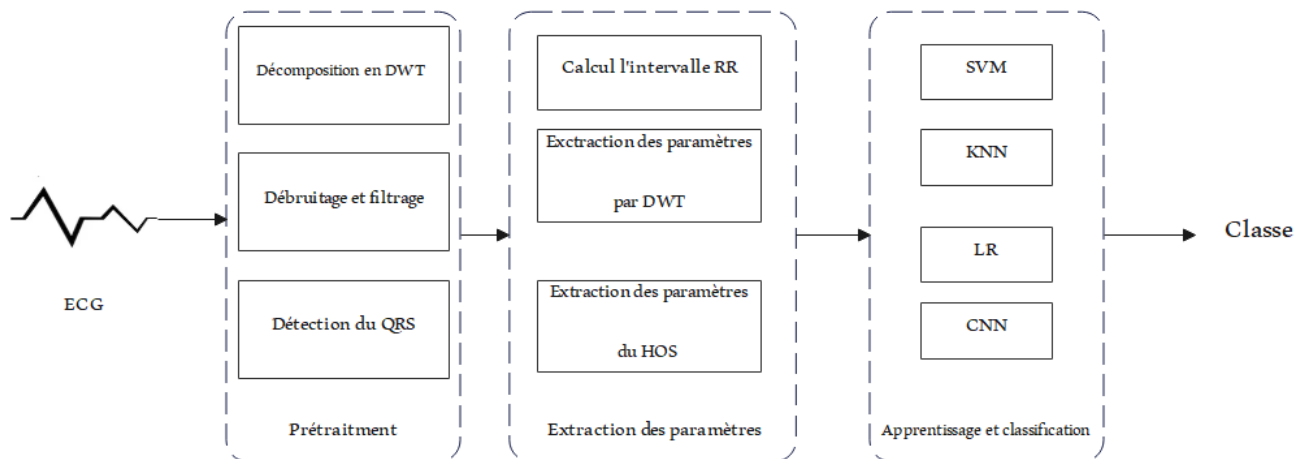 ECG
Décomposition en DWT
Débruitage et filtrage
Détection du QRS
Prétraitment
Calcul l'intervalle RR
Exctraction des paramètres
par DWT
Extraction des paramètres
du HOS
Extraction des paramètres
SVM
KNN
LR
CNN
Apprentissage et classification
Classe